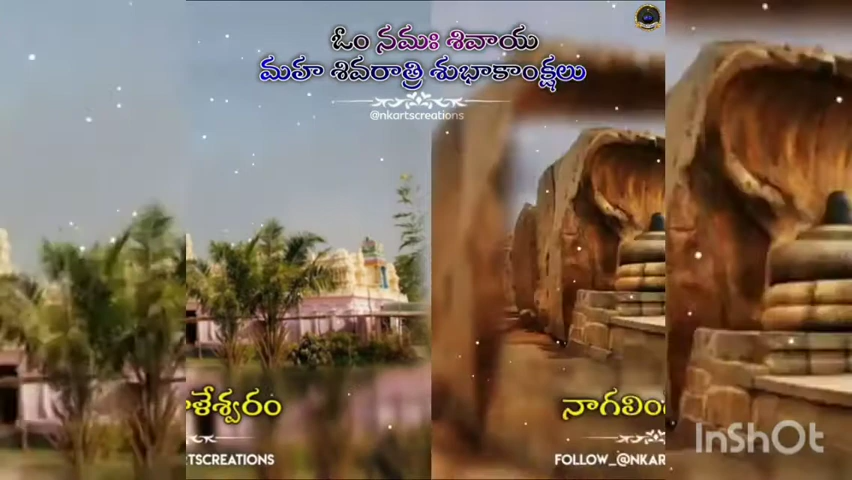 ఓం నమః శివాయ
మహ శివరాత్రి శుభాకాంక్షలు
@nkartscreations
ళేశ్వరం
నాగలిం
RTSCREATIONS
FOLLOW_@NKAR
InShOt